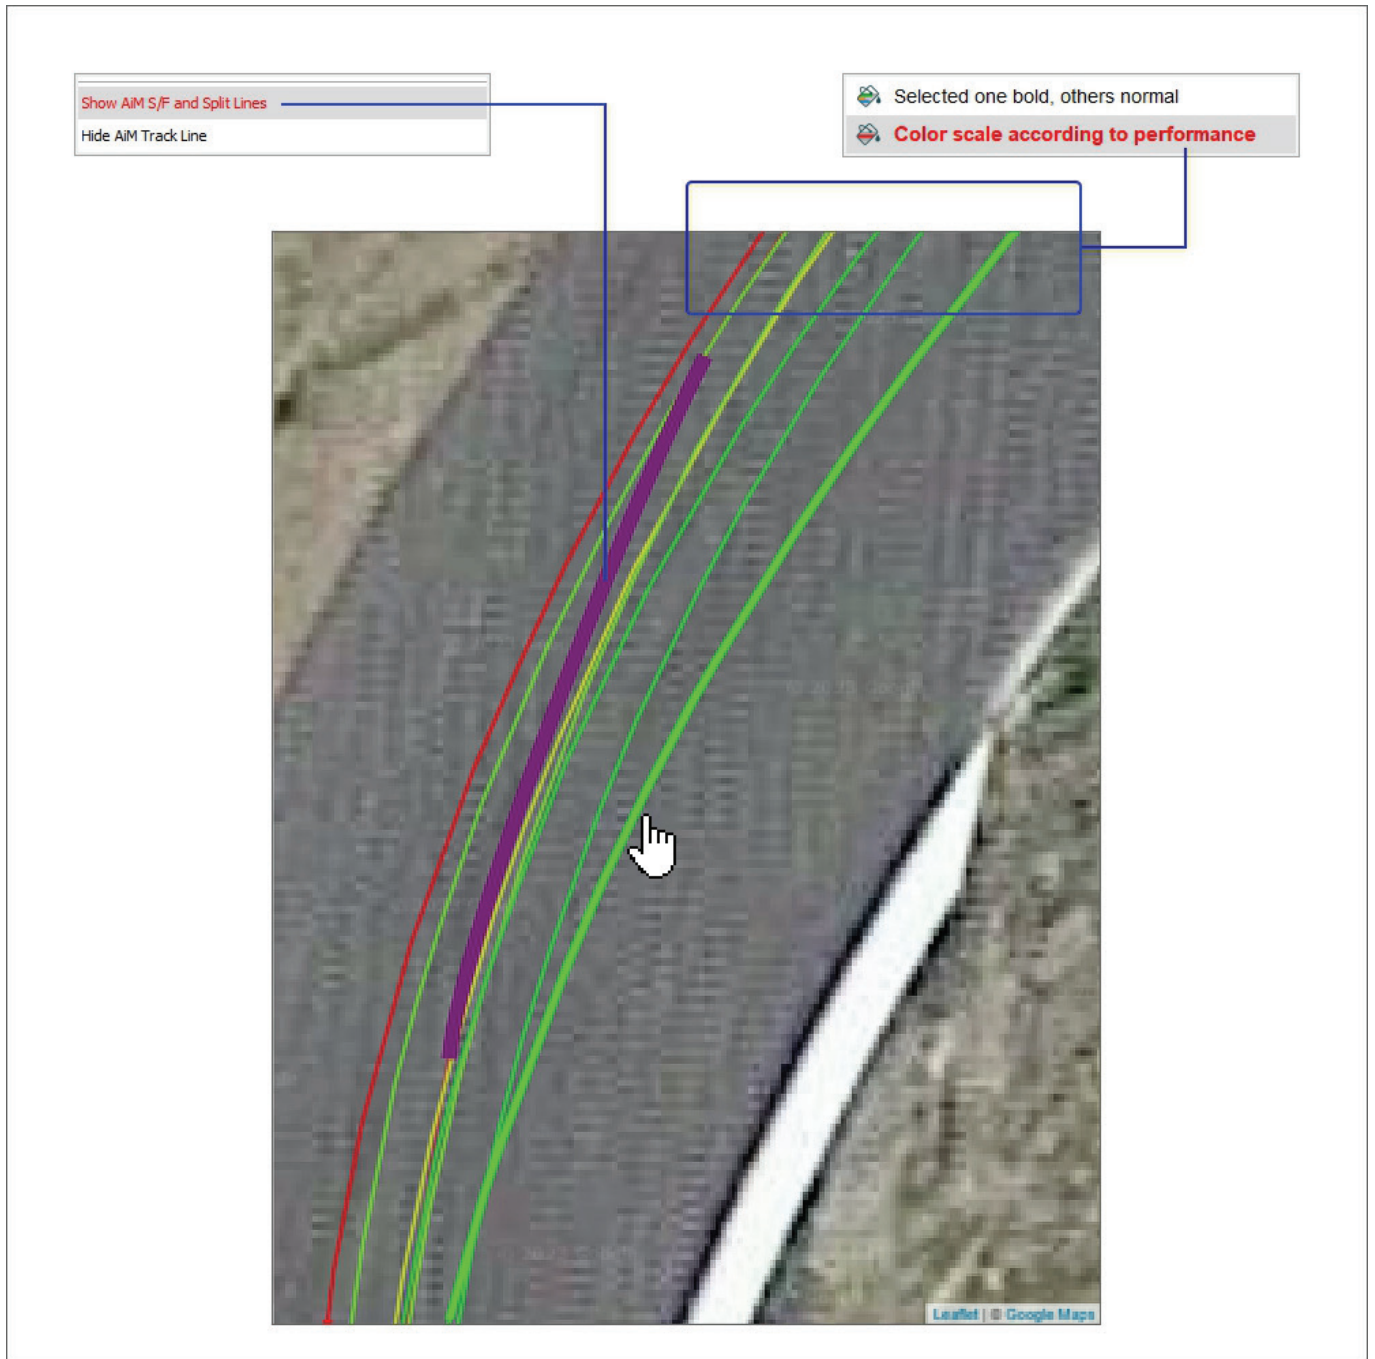 Show AiM S/F and Split Lines
Hide AiM Track Line
Selected one bold, others normal
Color scale according to performance
Leaflet | © Google Maps